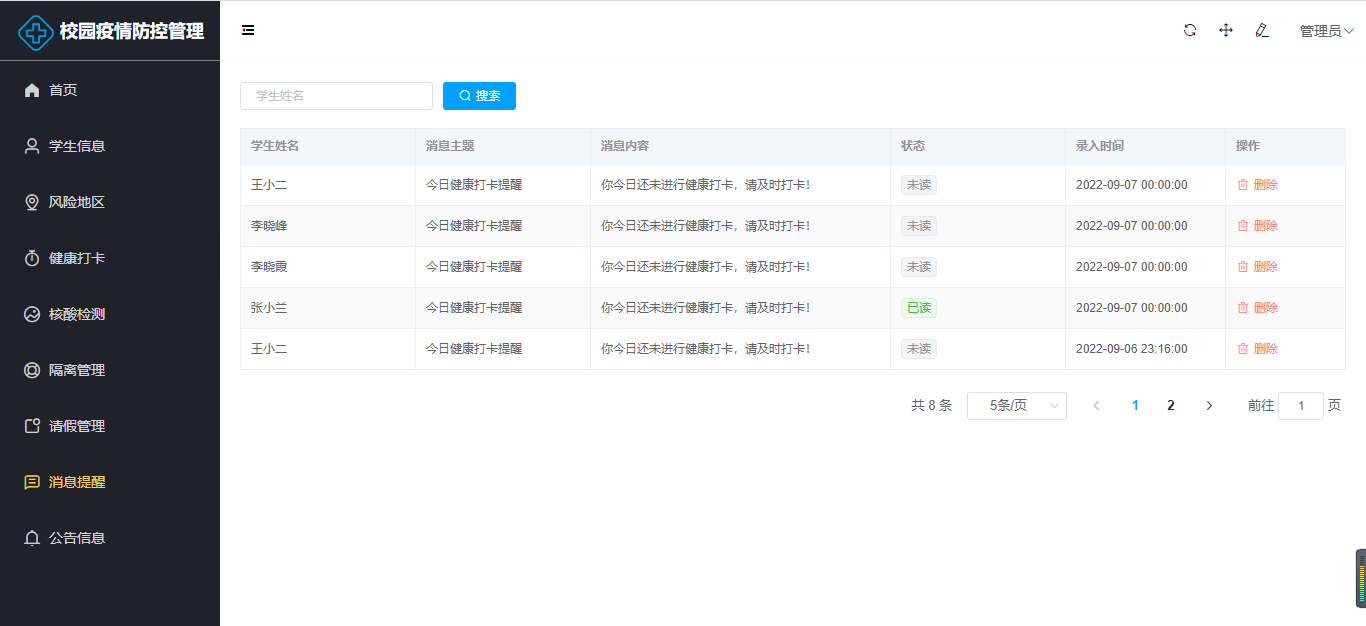 校园疫情防控管理
管理员
首页
学生信息
风险地区
健康打卡
核酸检测
隔离管理
请假管理
消息提醒
公告信息
学生姓名 搜索
学生姓名 消息主题 消息内容 状态 录入时间 操作
王小二 今日健康打卡提醒 你今日还未进行健康打卡，请及时打卡！ 未读 2022-09-07 00:00:00 删除
李晓峰 今日健康打卡提醒 你今日还未进行健康打卡，请及时打卡！ 未读 2022-09-07 00:00:00 删除
李晓霞 今日健康打卡提醒 你今日还未进行健康打卡，请及时打卡！ 未读 2022-09-07 00:00:00 删除
张小兰 今日健康打卡提醒 你今日还未进行健康打卡，请及时打卡！ 已读 2022-09-07 00:00:00 删除
王小二 今日健康打卡提醒 你今日还未进行健康打卡，请及时打卡！ 未读 2022-09-06 23:16:00 删除
共 8 条 5条/页 1 2 前往 1 页